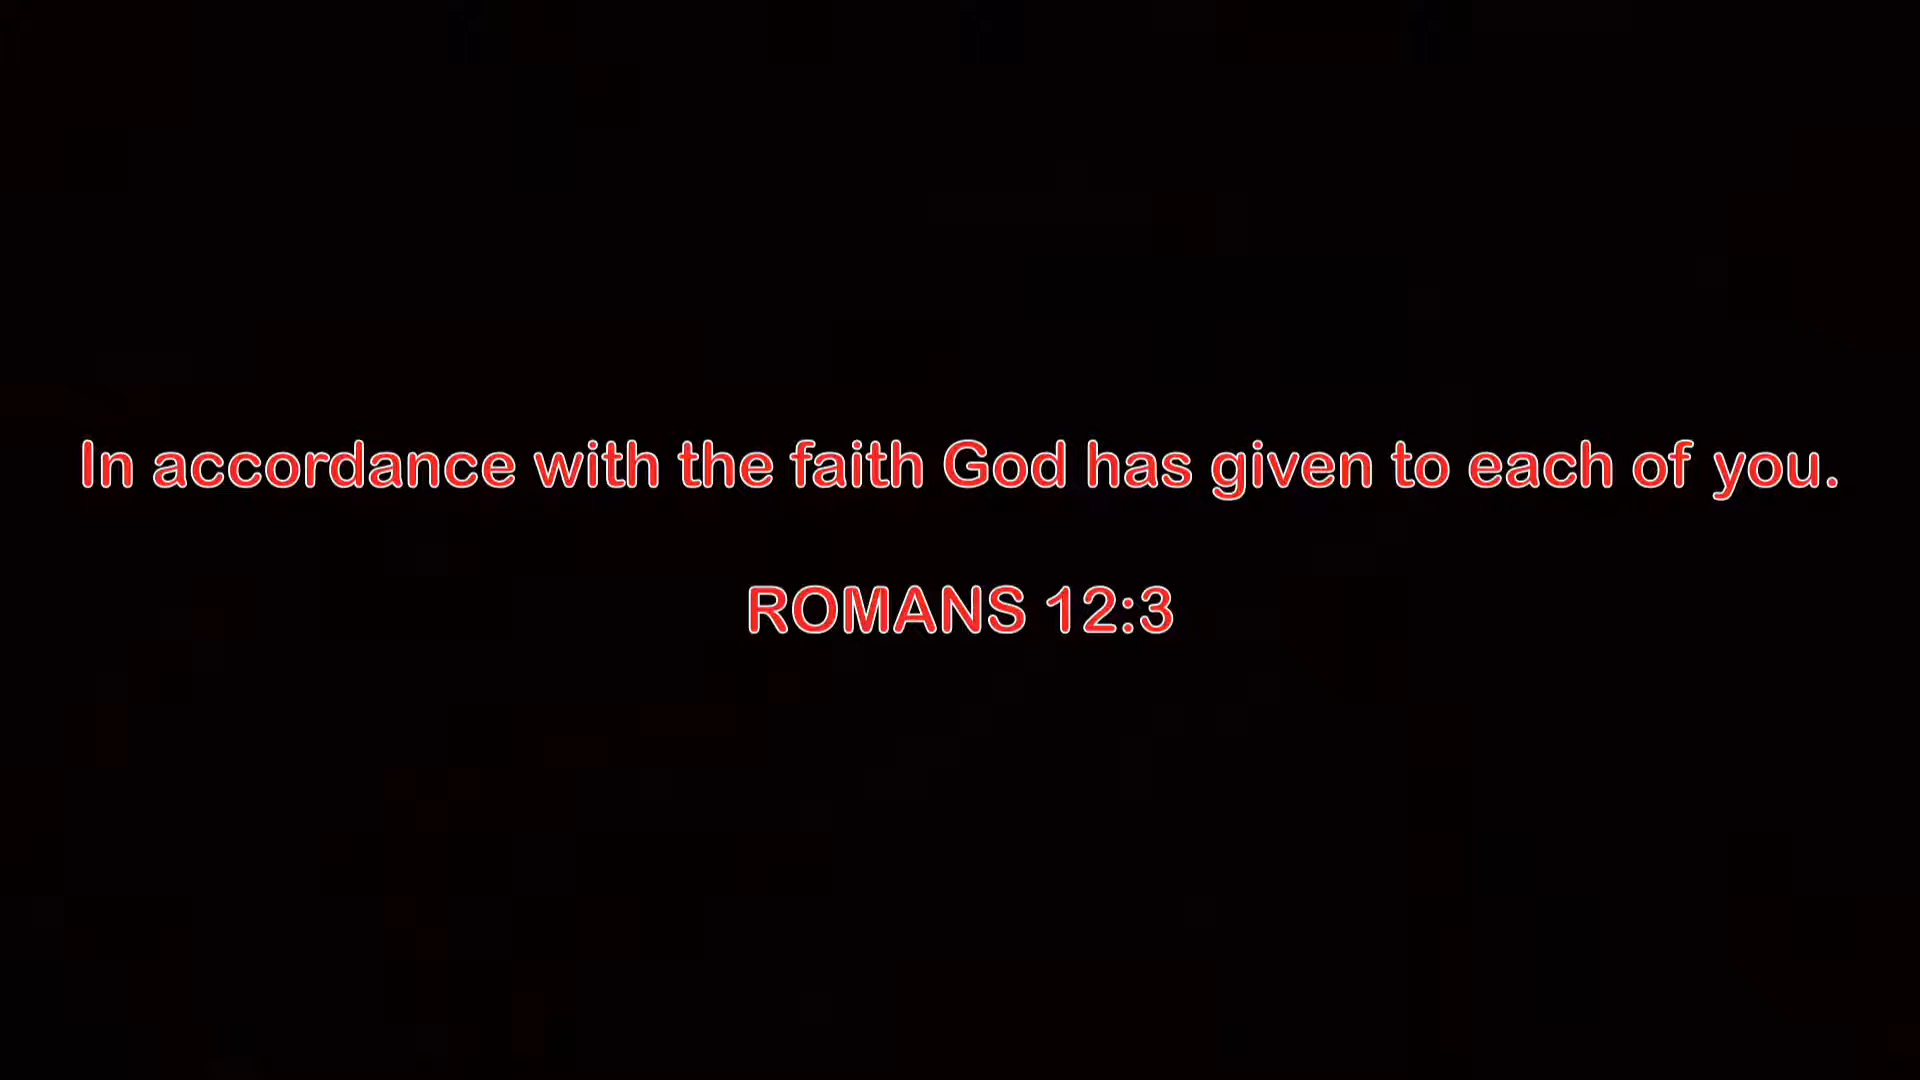 In accordance with the faith God has given to each of you.
ROMANS 12:3